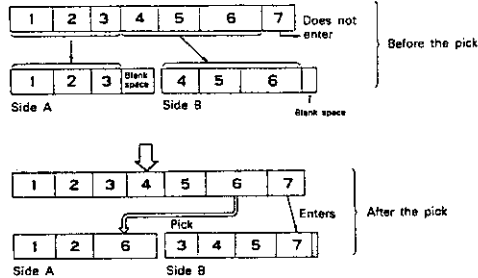 1 2 3 4 5 6 7 Does not
enter
Before the pick
1 2 3 Blank
space 4 5 6
Side A Side B
Blank space
1 2 3 4 5 6 7
Pick Enters After the pick
1 2 6 3 4 5 7
Side A Side B